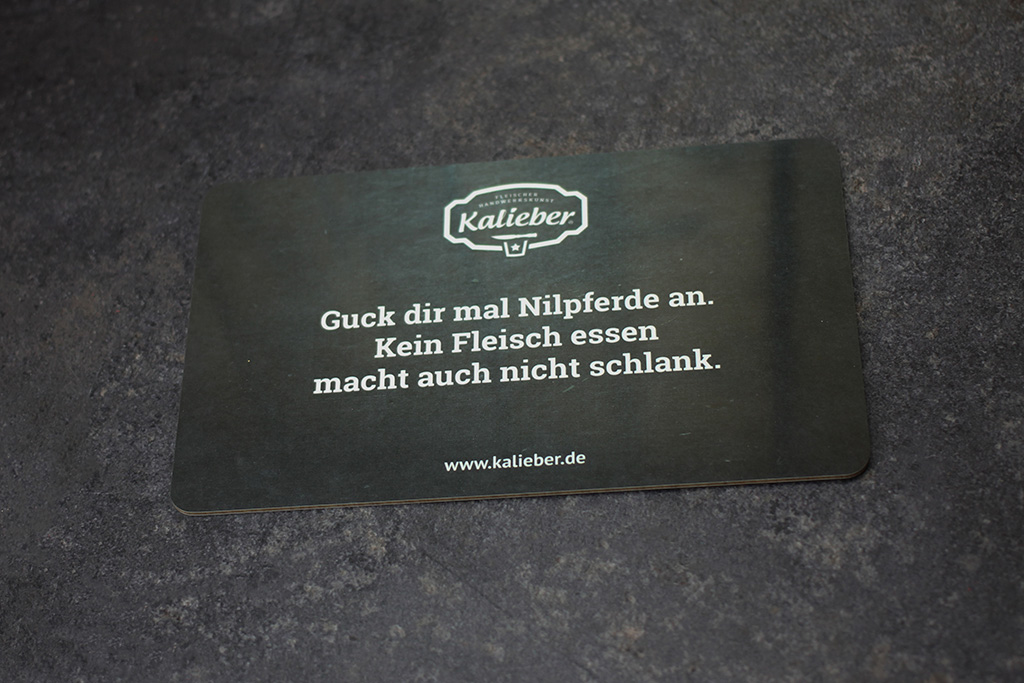 FLEISCHER
HANDWERKSKUNST
Kalieber
Guck dir mal Nilpferde an.
Kein Fleisch essen
macht auch nicht schlank.
www.kalieber.de